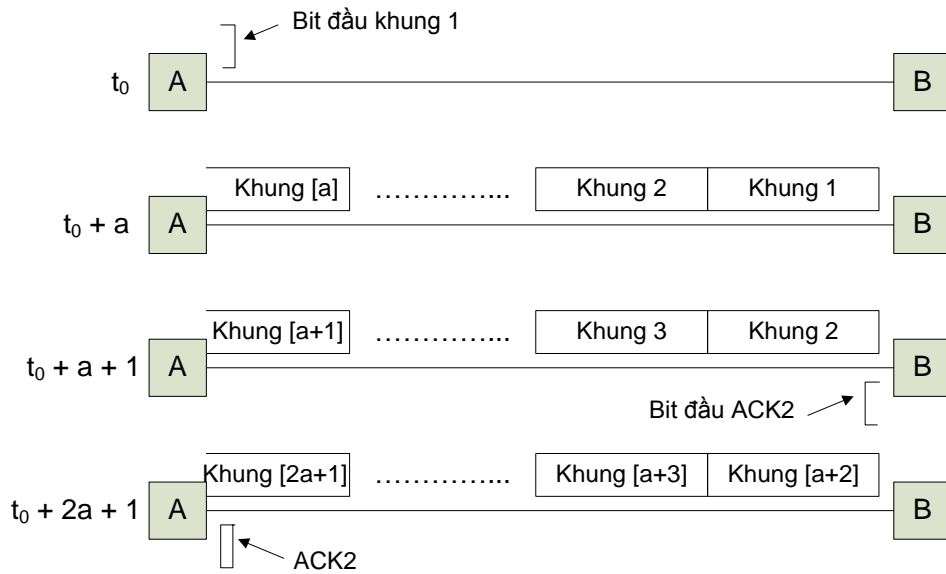 Bit đầu khung 1
t₀ A B
Khung [a] ................ Khung 2 Khung 1
t₀ + a A B
Khung [a+1] ................ Khung 3 Khung 2
t₀ + a + 1 A B
Bit đầu ACK2
Khung [2a+1] ................ Khung [a+3] Khung [a+2]
t₀ + 2a + 1 A B
ACK2